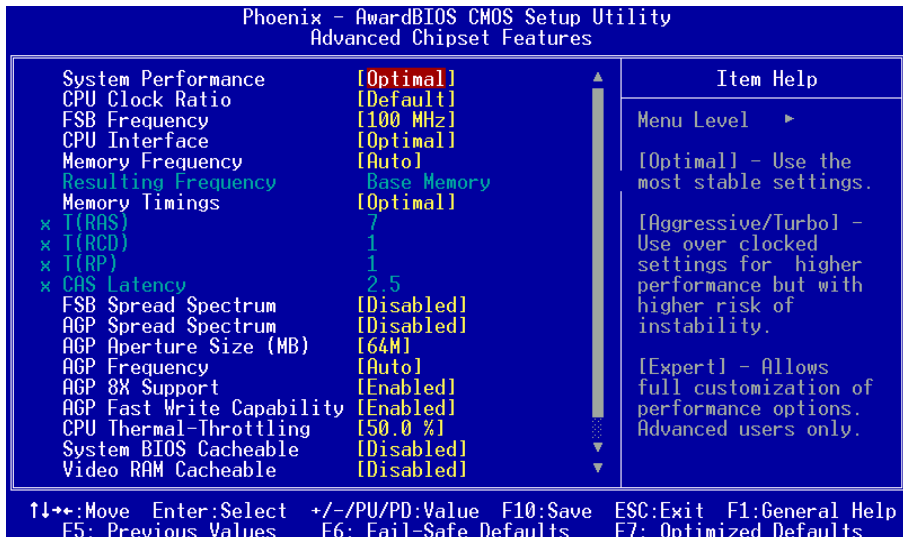 Phoenix - AwardBIOS CMOS Setup Utility
Advanced Chipset Features
System Performance [Optimal]
CPU Clock Ratio [Default]
FSB Frequency [100 MHz]
CPU Interface [Optimal]
Memory Frequency [Auto]
Resulting Frequency Base Memory
Memory Timings [Optimal]
x T(RAS) 7
x T(RCD) 1
x T(RP) 1
x CAS Latency 2.5
FSB Spread Spectrum [Disabled]
AGP Spread Spectrum [Disabled]
AGP Aperture Size (MB) [64M]
AGP Frequency [Auto]
AGP 8X Support [Enabled]
AGP Fast Write Capability [Enabled]
CPU Thermal-Throttling [50.0 %]
System BIOS Cacheable [Disabled]
Video RAM Cacheable [Disabled]
Item Help
Menu Level ►
[Optimal] - Use the
most stable settings.
[Aggressive/Turbo] -
Use over clocked
settings for higher
performance but with
higher risk of
instability.
[Expert] - Allows
full customization of
performance options.
Advanced users only.
↑↓→←:Move Enter:Select +/-/PU/PD:Value F10:Save ESC:Exit F1:General Help
F5: Previous Values F6: Fail-Safe Defaults F7: Optimized Defaults